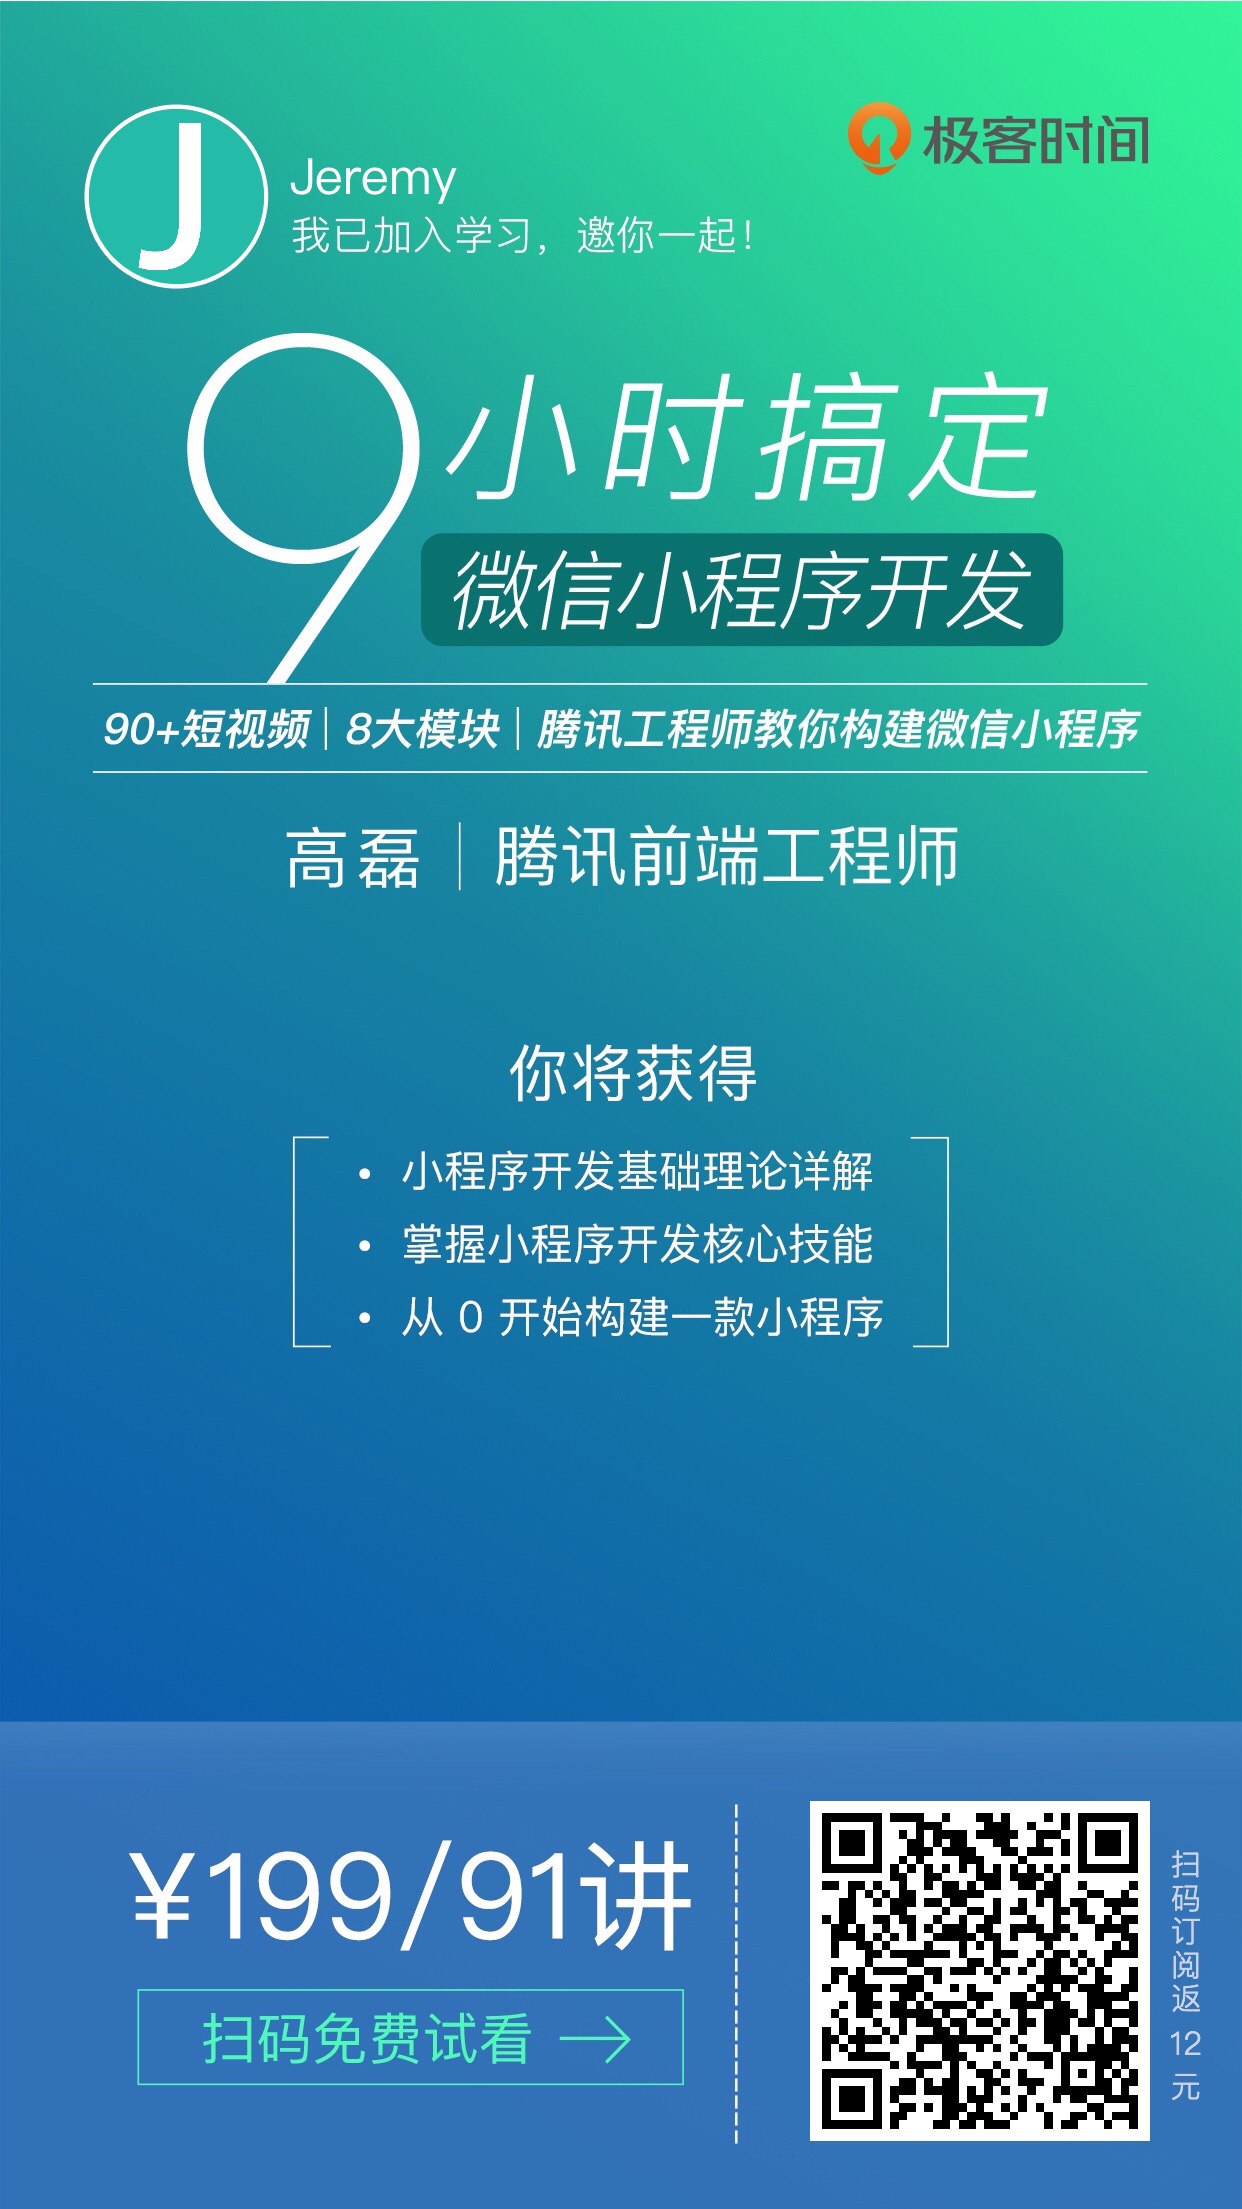 J
Jeremy
我已加入学习，邀你一起！
极客时间
9小时搞定
微信小程序开发
90+短视频｜8大模块｜腾讯工程师教你构建微信小程序
高磊｜腾讯前端工程师
你将获得
• 小程序开发基础理论详解
• 掌握小程序开发核心技能
• 从 0 开始构建一款小程序
¥199/91讲
扫码免费试看 →
扫码订阅返 12 元